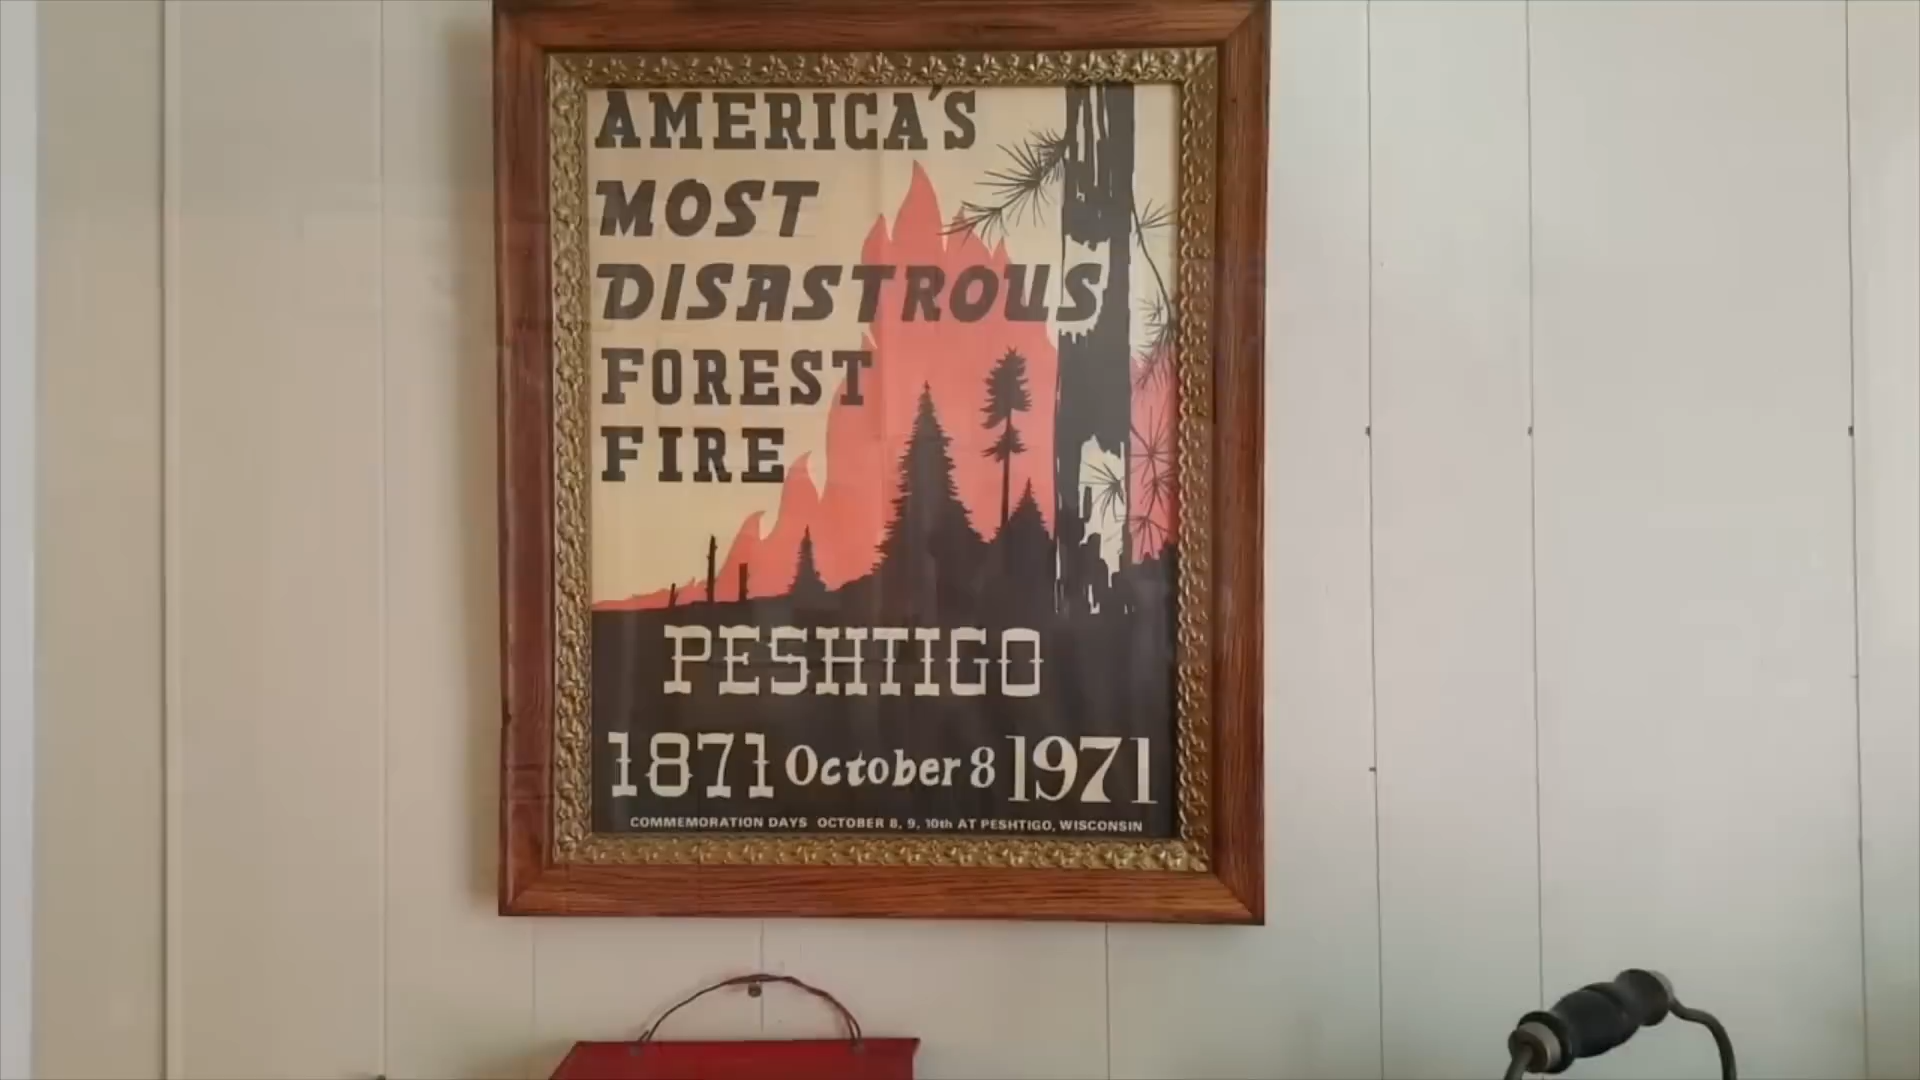 AMERICA'S
MOST
DISASTROUS
FOREST
FIRE
PESHTIGO
1871 October 8 1971
COMMEMORATION DAYS OCTOBER 8, 9, 10th AT PESHTIGO, WISCONSIN